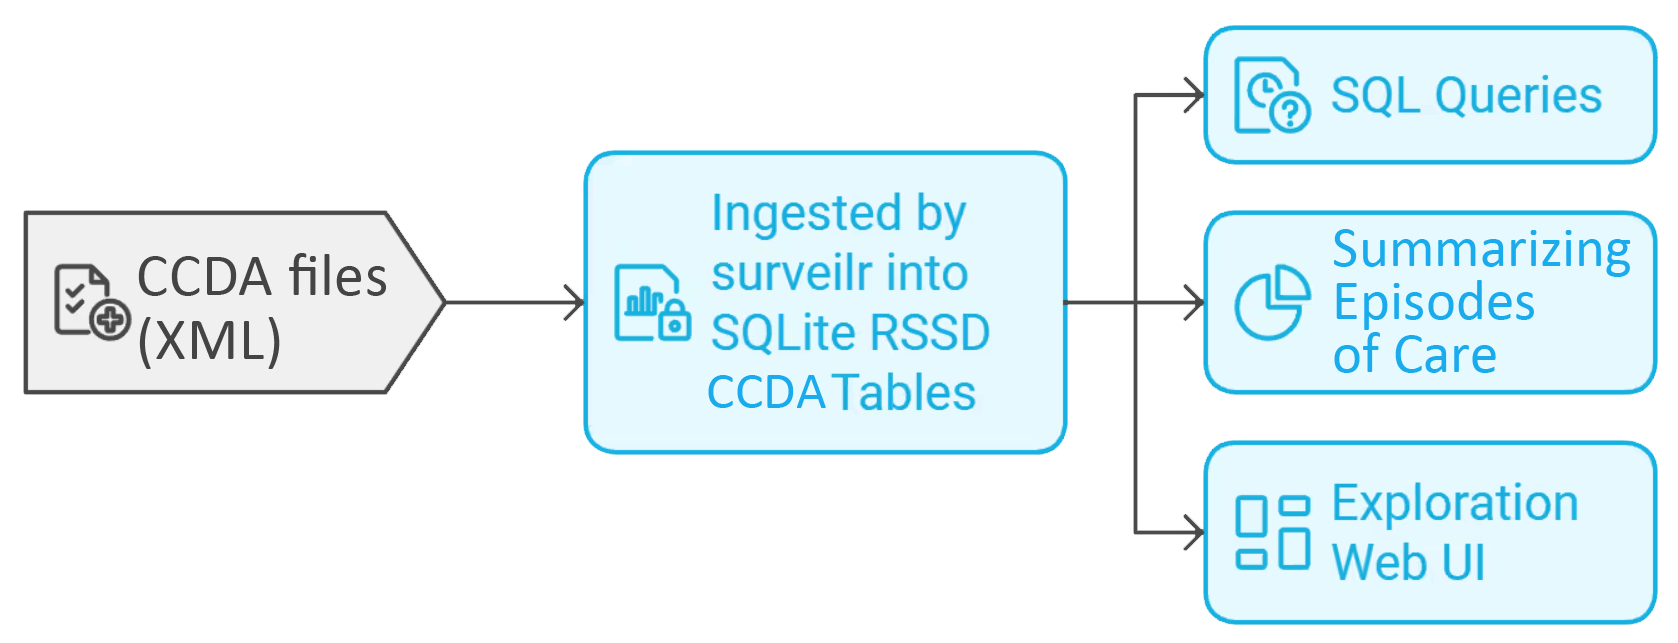 CCDA files
(XML)
Ingested by
surveilr into
SQLite RSSD
CCDA Tables
SQL Queries
Summarizing
Episodes
of Care
Exploration
Web UI